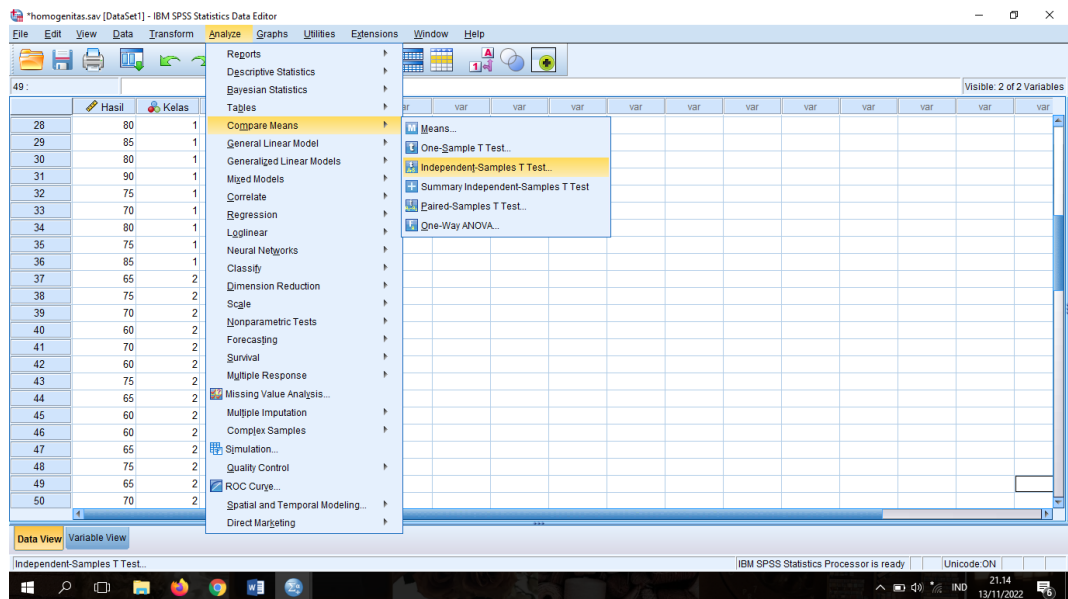 *homogenitas.sav [DataSet1] - IBM SPSS Statistics Data Editor
File Edit View Data Transform Analyze Graphs Utilities Extensions Window Help
49 :
Visible: 2 of 2 Variables
Hasil Kelas ar var var var var var var var var var var var
28 80 1
29 85 1
30 80 1
31 90 1
32 75 1
33 70 1
34 80 1
35 75 1
36 85 1
37 65 2
38 75 2
39 70 2
40 60 2
41 70 2
42 60 2
43 75 2
44 65 2
45 60 2
46 60 2
47 65 2
48 75 2
49 65 2
50 70 2
Reports
Descriptive Statistics
Bayesian Statistics
Tables
Compare Means
General Linear Model
Generalized Linear Models
Mixed Models
Correlate
Regression
Loglinear
Neural Networks
Classify
Dimension Reduction
Scale
Nonparametric Tests
Forecasting
Survival
Multiple Response
Missing Value Analysis...
Multiple Imputation
Complex Samples
Simulation...
Quality Control
ROC Curve...
Spatial and Temporal Modeling...
Direct Marketing
Means...
One-Sample T Test...
Independent-Samples T Test...
Summary Independent-Samples T Test
Paired-Samples T Test...
One-Way ANOVA...
Data View Variable View
Independent-Samples T Test...
IBM SPSS Statistics Processor is ready
Unicode:ON
IND
21.14
13/11/2022